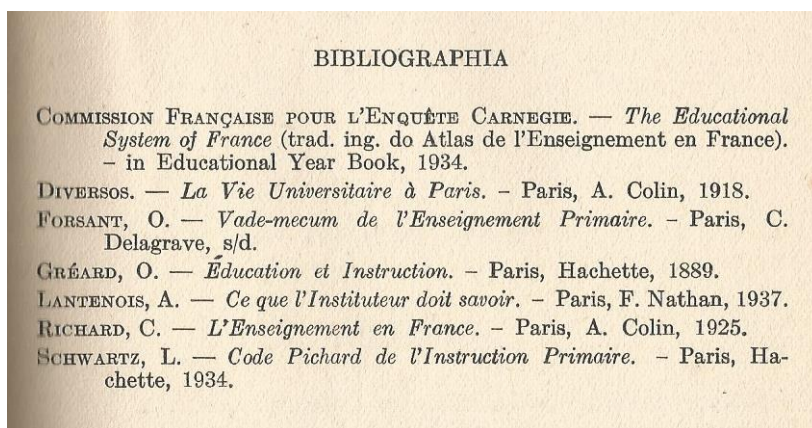 BIBLIOGRAPHIA
COMMISSION FRANÇAISE POUR L'ENQUÊTE CARNEGIE. — The Educational
System of France (trad. ing. do Atlas de l'Enseignement en France).
– in Educational Year Book, 1934.
DIVERSOS. — La Vie Universitaire à Paris. – Paris, A. Colin, 1918.
FORSANT, O. — Vade-mecum de l'Enseignement Primaire. – Paris, C.
Delagrave, s/d.
GRÉARD, O. — Éducation et Instruction. – Paris, Hachette, 1889.
LANTENOIS, A. — Ce que l'Instituteur doit savoir. – Paris, F. Nathan, 1937.
RICHARD, C. — L'Enseignement en France. – Paris, A. Colin, 1925.
SCHWARTZ, L. — Code Pichard de l'Instruction Primaire. – Paris, Ha-
chette, 1934.